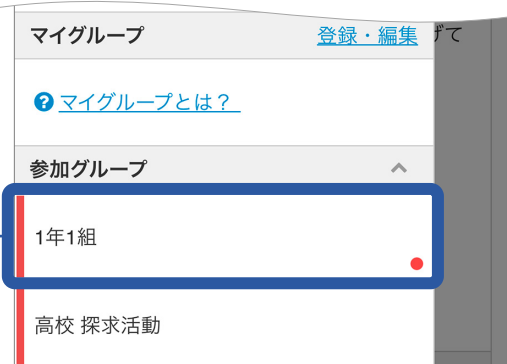 マイグループ 登録・編集 げて
マイグループとは？
参加グループ
1年1組
高校 探求活動